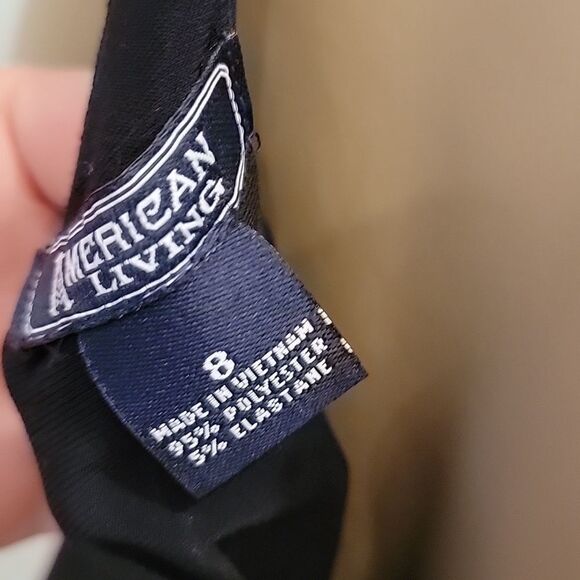 AMERICAN
LIVING
8
MADE IN VIETNAM
95% POLYESTER
5% ELASTANE